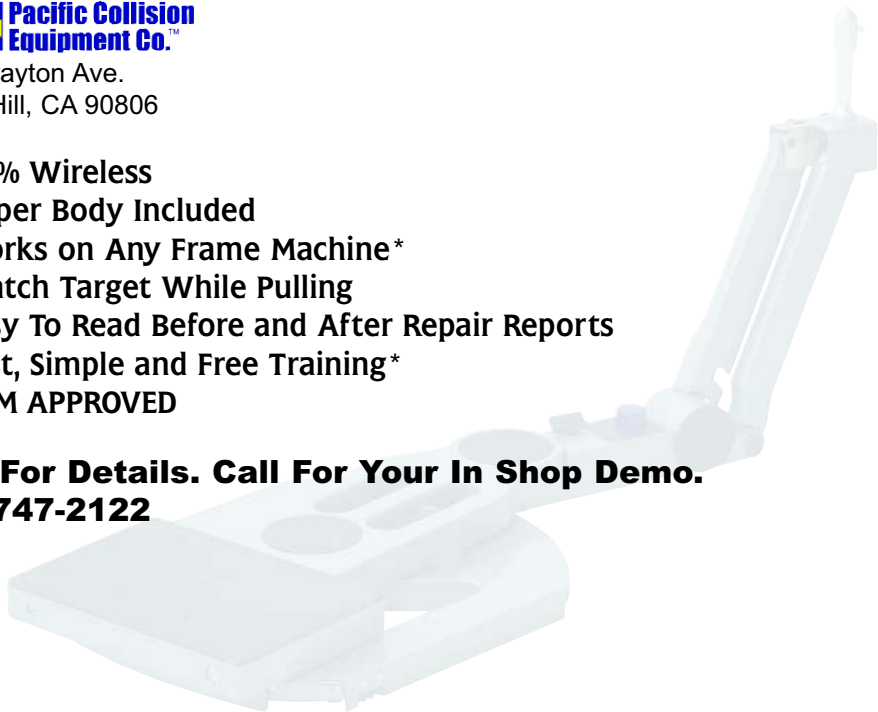 Pacific Collision
Equipment Co.™
ayton Ave.
Hill, CA 90806
% Wireless
per Body Included
orks on Any Frame Machine*
atch Target While Pulling
sy To Read Before and After Repair Reports
st, Simple and Free Training*
M APPROVED
For Details. Call For Your In Shop Demo.
747-2122